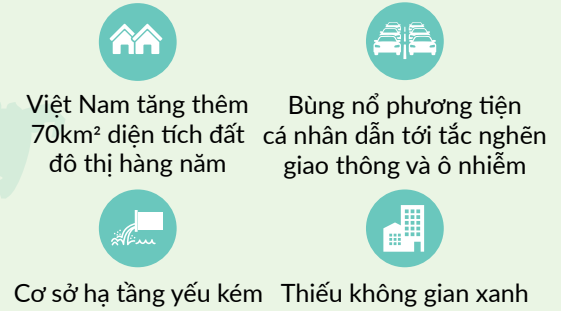 Việt Nam tăng thêm
70km² diện tích đất
đô thị hàng năm
Bùng nổ phương tiện
cá nhân dẫn tới tắc nghẽn
giao thông và ô nhiễm
Cơ sở hạ tầng yếu kém
Thiếu không gian xanh